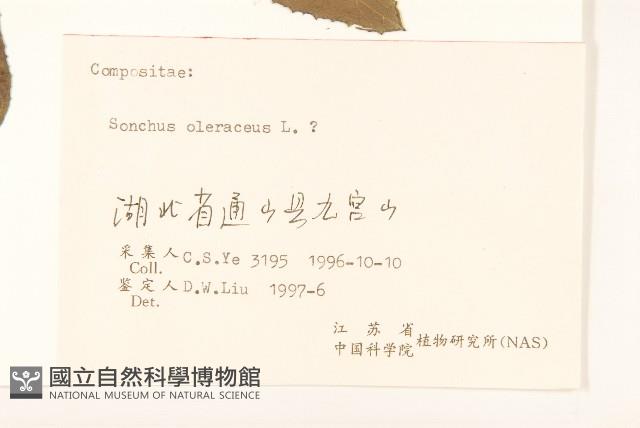 Compositae:
Sonchus oleraceus L. ?
湖北省通山县九宫山
采集人 C.S.Ye 3195 1996-10-10
Coll.
鉴定人 D.W.Liu 1997-6
Det.
江苏省
中国科学院 植物研究所(NAS)
國立自然科學博物館
NATIONAL MUSEUM OF NATURAL SCIENCE